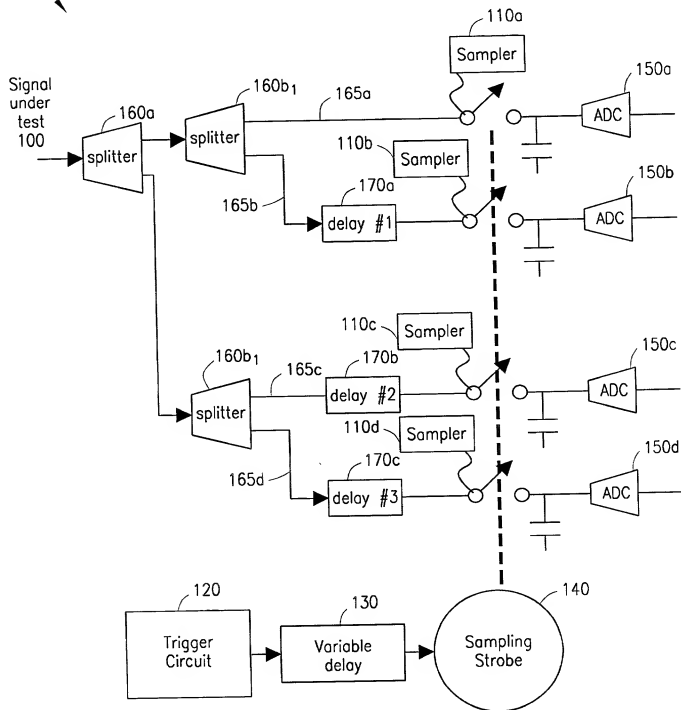 110a
Sampler
150a
ADC
Signal
under
test
100
160a
splitter
160b1
splitter
165a
110b
Sampler
150b
ADC
165b
170a
delay #1
110c
Sampler
150c
ADC
160b1
splitter
165c
170b
delay #2
110d
Sampler
150d
ADC
165d
170c
delay #3
120
Trigger
Circuit
130
Variable
delay
140
Sampling
Strobe